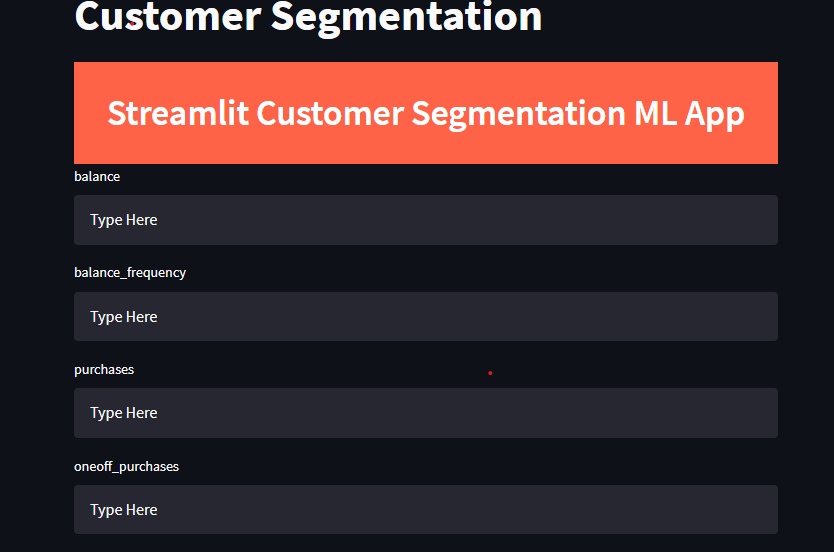 Customer Segmentation
Streamlit Customer Segmentation ML App
balance
Type Here
balance_frequency
Type Here
purchases
Type Here
oneoff_purchases
Type Here